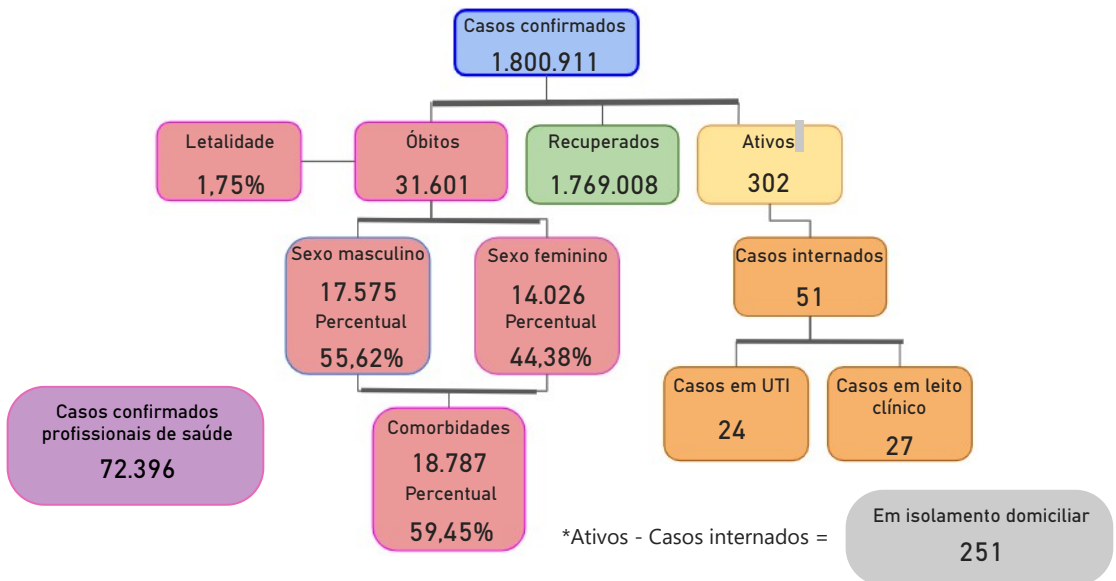 Casos confirmados
1.800.911
Letalidade
1,75%
Óbitos
31.601
Recuperados
1.769.008
Ativos
302
Sexo masculino
17.575
Percentual
55,62%
Sexo feminino
14.026
Percentual
44,38%
Casos internados
51
Casos em UTI
24
Casos em leito
clínico
27
Casos confirmados
profissionais de saúde
72.396
Comorbidades
18.787
Percentual
59,45%
*Ativos - Casos internados =
Em isolamento domiciliar
251